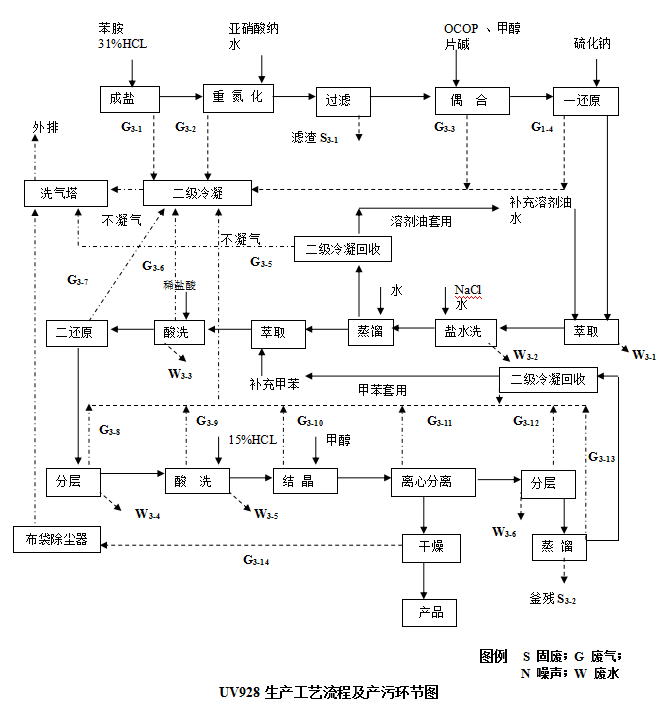 苯胺
31%HCL
亚硝酸纳
水
OCOP 、甲醇
片碱
硫化钠
成盐
重 氮 化
过滤
偶 合
一还原
外排
G3-1
G3-2
滤渣 S3-1
G3-3
G1-4
洗气塔
二级冷凝
补充溶剂油
水
溶剂油套用
不凝气
不凝气
二级冷凝回收
G3-5
G3-6
G3-7
稀盐酸
水
NaCl
水
二还原
酸洗
萃取
蒸馏
盐水洗
萃取
W3-1
W3-2
W3-3
补充甲苯
甲苯套用
二级冷凝回收
G3-8
G3-9
G3-10
G3-11
G3-12
G3-13
15%HCL
甲醇
分层
酸 洗
结 晶
离心分离
分层
W3-4
W3-5
W3-6
布袋除尘器
G3-14
干燥
蒸 馏
产品
釜残 S3-2
图例 S 固废；G 废气；
N 噪声；W 废水
UV928 生产工艺流程及产污环节图